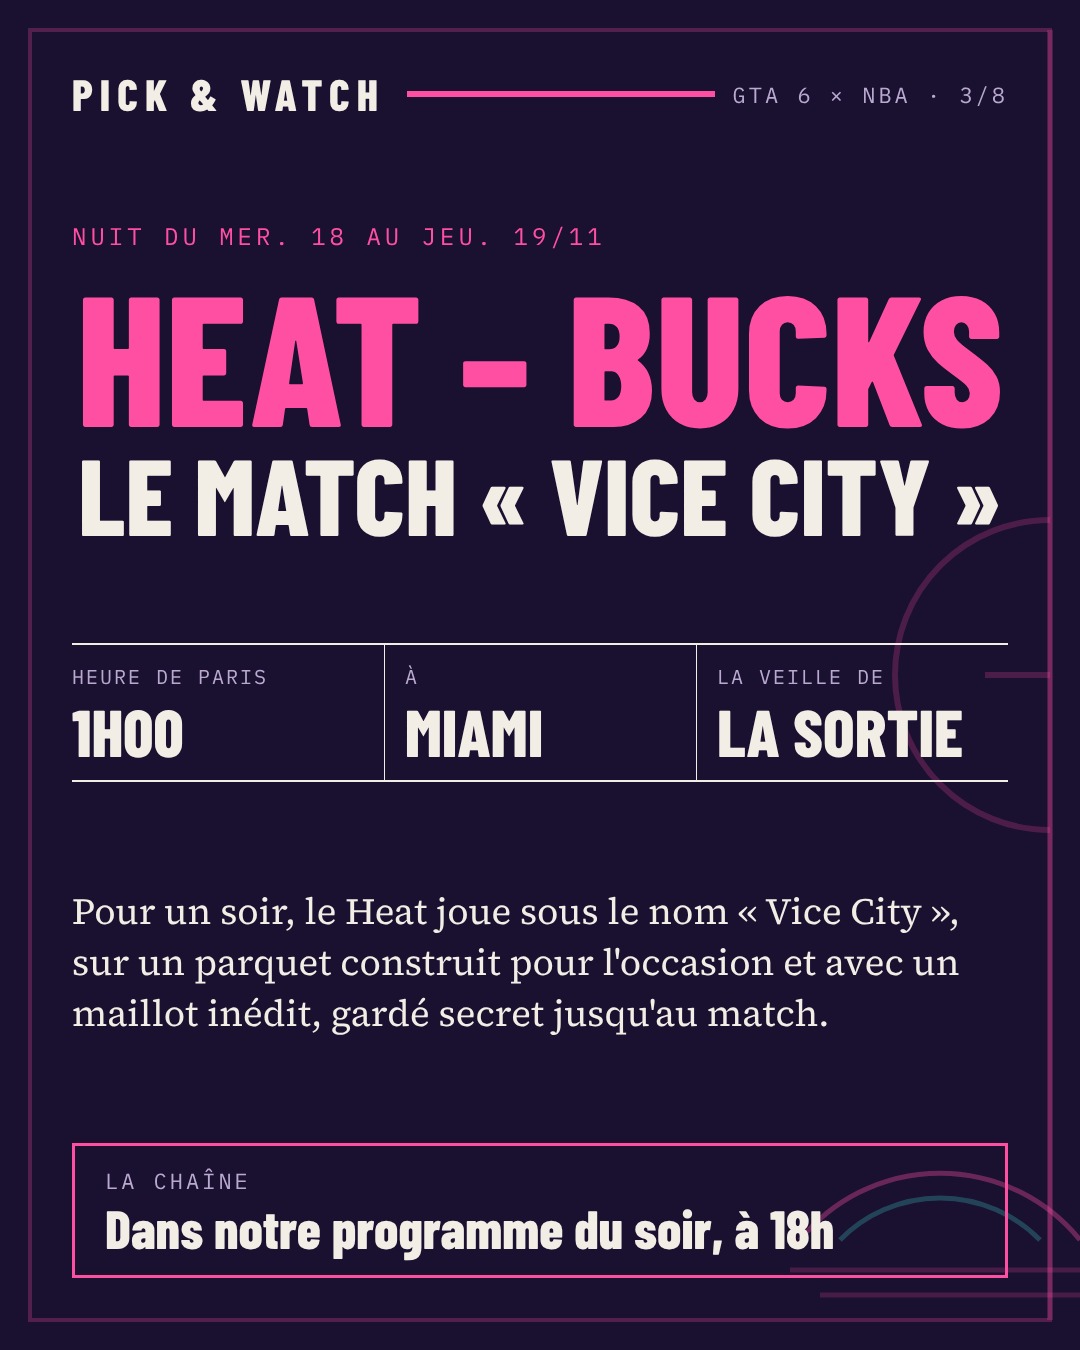 PICK & WATCH
GTA 6 × NBA · 3/8
NUIT DU MER. 18 AU JEU. 19/11
HEAT – BUCKS
LE MATCH « VICE CITY »
HEURE DE PARIS
1H00
À
MIAMI
LA VEILLE DE
LA SORTIE
Pour un soir, le Heat joue sous le nom « Vice City »,
sur un parquet construit pour l'occasion et avec un
maillot inédit, gardé secret jusqu'au match.
LA CHAÎNE
Dans notre programme du soir, à 18h